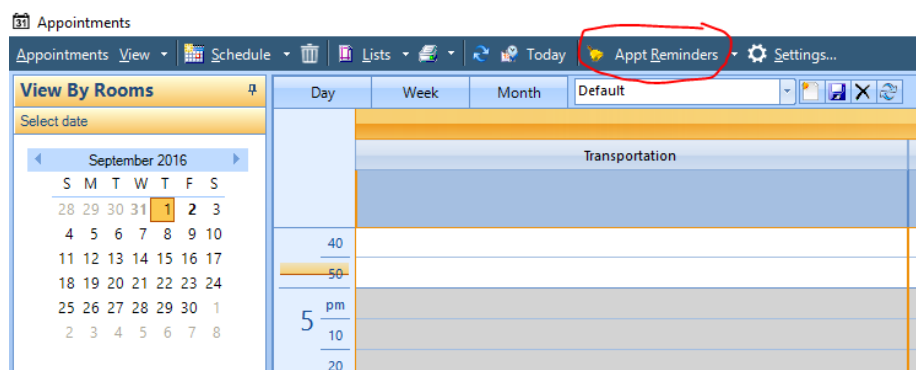 31 Appointments
Appointments View Schedule Lists Today Appt Reminders Settings...
View By Rooms Day Week Month Default
Select date
September 2016 Transportation
S M T W T F S
28 29 30 31 1 2 3
4 5 6 7 8 9 10 40
11 12 13 14 15 16 17
18 19 20 21 22 23 24 50
25 26 27 28 29 30 1 5 pm
2 3 4 5 6 7 8 10
20